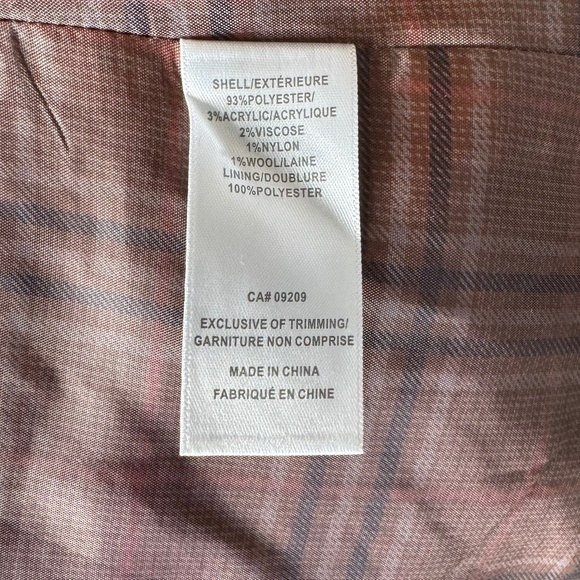 SHELL/EXTÉRIEURE
93%POLYESTER/
3%ACRYLIC/ACRYLIQUE
2%VISCOSE
1%NYLON
1%WOOL/LAINE
LINING/DOUBLURE
100%POLYESTER
CA# 09209
EXCLUSIVE OF TRIMMING/
GARNITURE NON COMPRISE
MADE IN CHINA
FABRIQUÉ EN CHINE